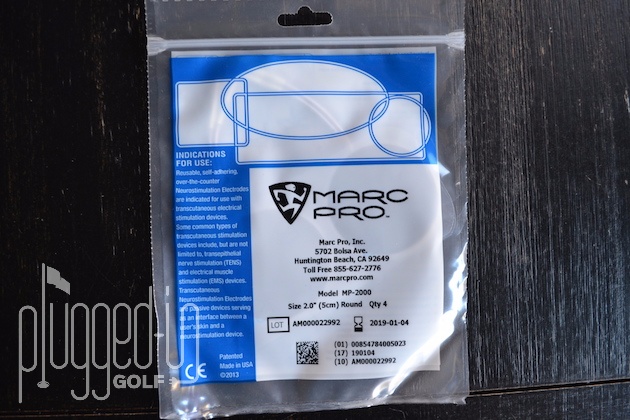 INDICATIONS
FOR USE:
Reusable, self-adhering,
over-the-counter
Neurostimulation Electrodes
are indicated for use with
transcutaneous electrical
stimulation devices.
Some common types of
transcutaneous stimulation
devices include, but are not
limited to, transepithelial
nerve stimulation (TENS)
and electrical muscle
stimulation (EMS) devices.
Transcutaneous
Neurostimulation Electrodes
are passive devices serving
as an interface between a
user's skin and a
neurostimulation device.
Patented
Made in USA
©2013
CE
MARC
PRO™
Marc Pro, Inc.
5702 Bolsa Ave.
Huntington Beach, CA 92649
Toll Free 855-627-2776
www.marcpro.com
Model MP-2000
Size 2.0" (5cm) Round Qty 4
LOT AM000022992 2019-01-04
(01) 00854784005023
(17) 190104
(10) AM000022992
plugged-in
GOLF